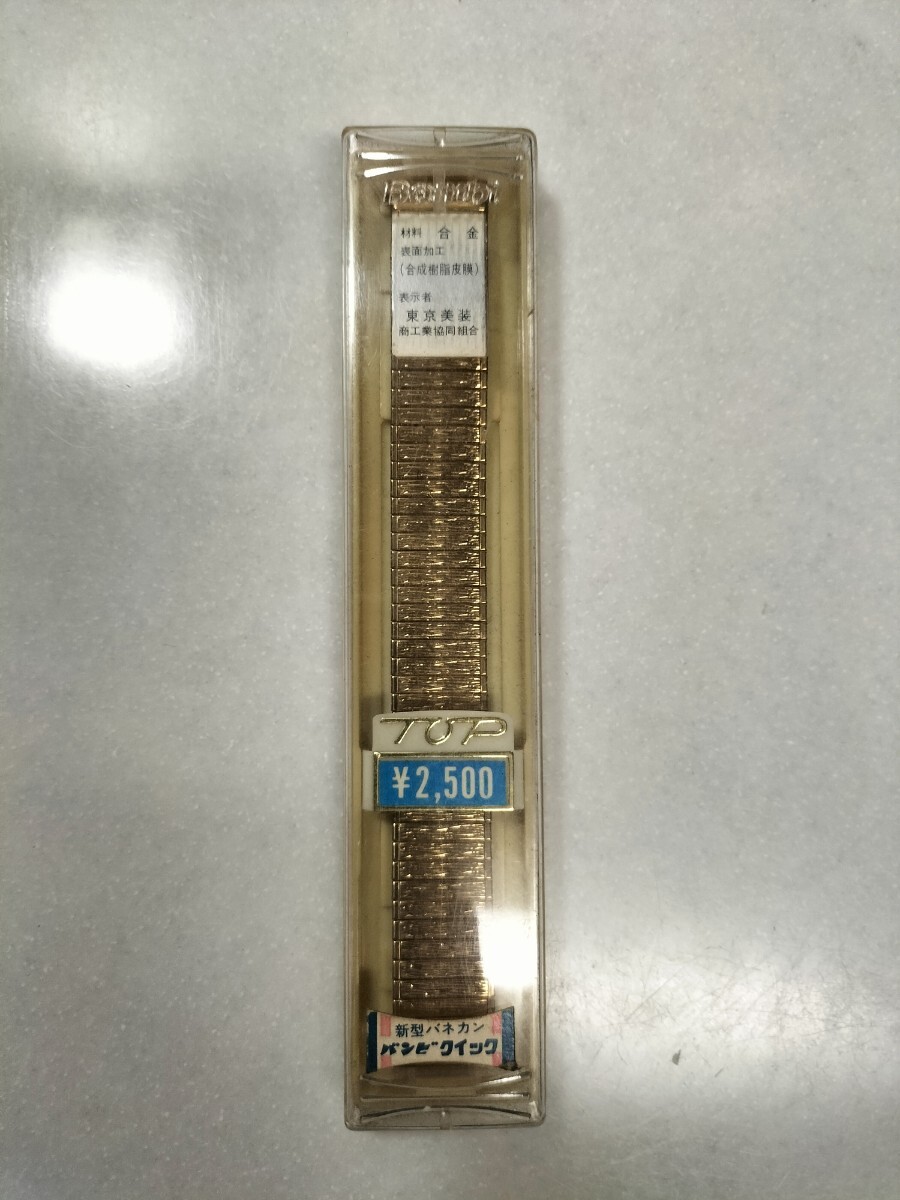 Bambi
材料 合金
表面加工
(合成樹脂皮膜)
表示者
東京美装
商工業協同組合
TOP
¥2,500
新型バネカン
バンビクイック